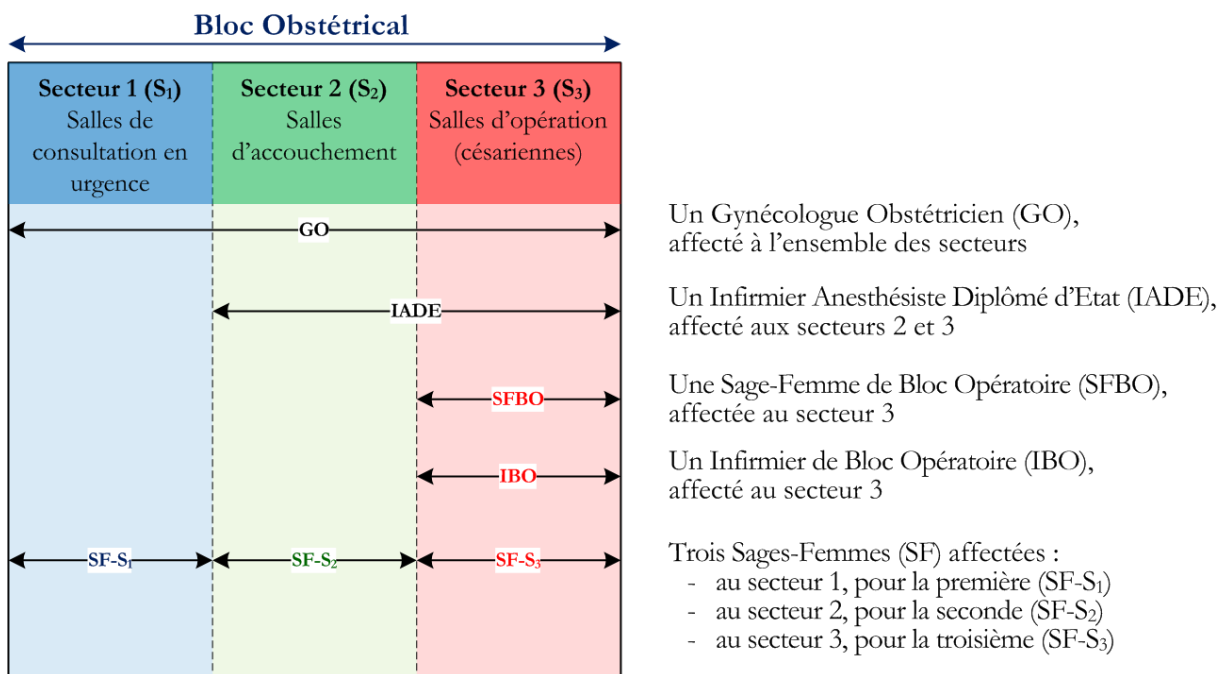 Bloc Obstétrical
Secteur 1 (S₁)
Salles de
consultation en
urgence
Secteur 2 (S₂)
Salles
d’accouchement
Secteur 3 (S₃)
Salles d’opération
(césariennes)
GO
Un Gynécologue Obstétricien (GO),
affecté à l’ensemble des secteurs
IADE
Un Infirmier Anesthésiste Diplômé d’Etat (IADE),
affecté aux secteurs 2 et 3
SFBO
Une Sage-Femme de Bloc Opératoire (SFBO),
affectée au secteur 3
IBO
Un Infirmier de Bloc Opératoire (IBO),
affecté au secteur 3
SF-S₁ SF-S₂ SF-S₃
Trois Sages-Femmes (SF) affectées :
- au secteur 1, pour la première (SF-S₁)
- au secteur 2, pour la seconde (SF-S₂)
- au secteur 3, pour la troisième (SF-S₃)